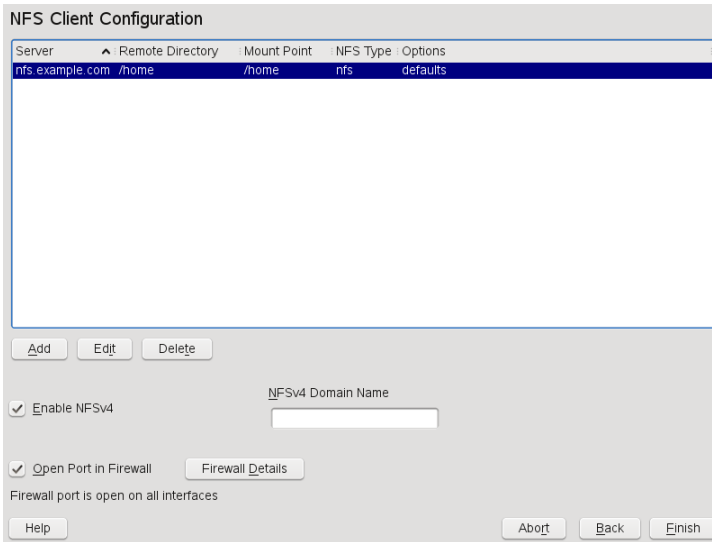 NFS Client Configuration
Server Remote Directory Mount Point NFS Type Options
nfs.example.com /home /home nfs defaults
Add Edit Delete
NFSv4 Domain Name
Enable NFSv4
Open Port in Firewall Firewall Details
Firewall port is open on all interfaces
Help Abort Back Finish